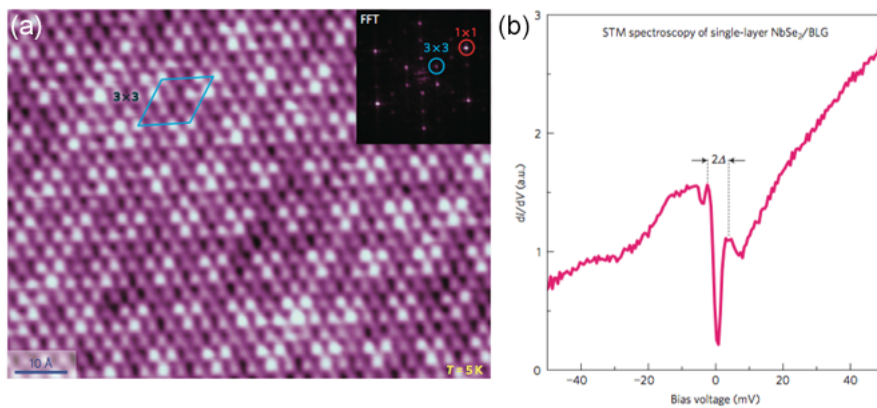 (a)
FFT
1×1
3×3
3×3
10 Å
T = 5 K
(b)
STM spectroscopy of single-layer NbSe₂/BLG
2Δ
dI/dV (a.u.)
3
2
1
0
−40
−20
0
20
40
Bias voltage (mV)